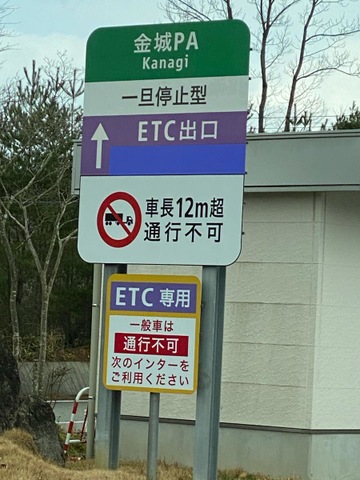 金城PA
Kanagi
一旦停止型
ETC出口
車長12m超
通行不可
ETC専用
一般車は
通行不可
次のインターを
ご利用ください